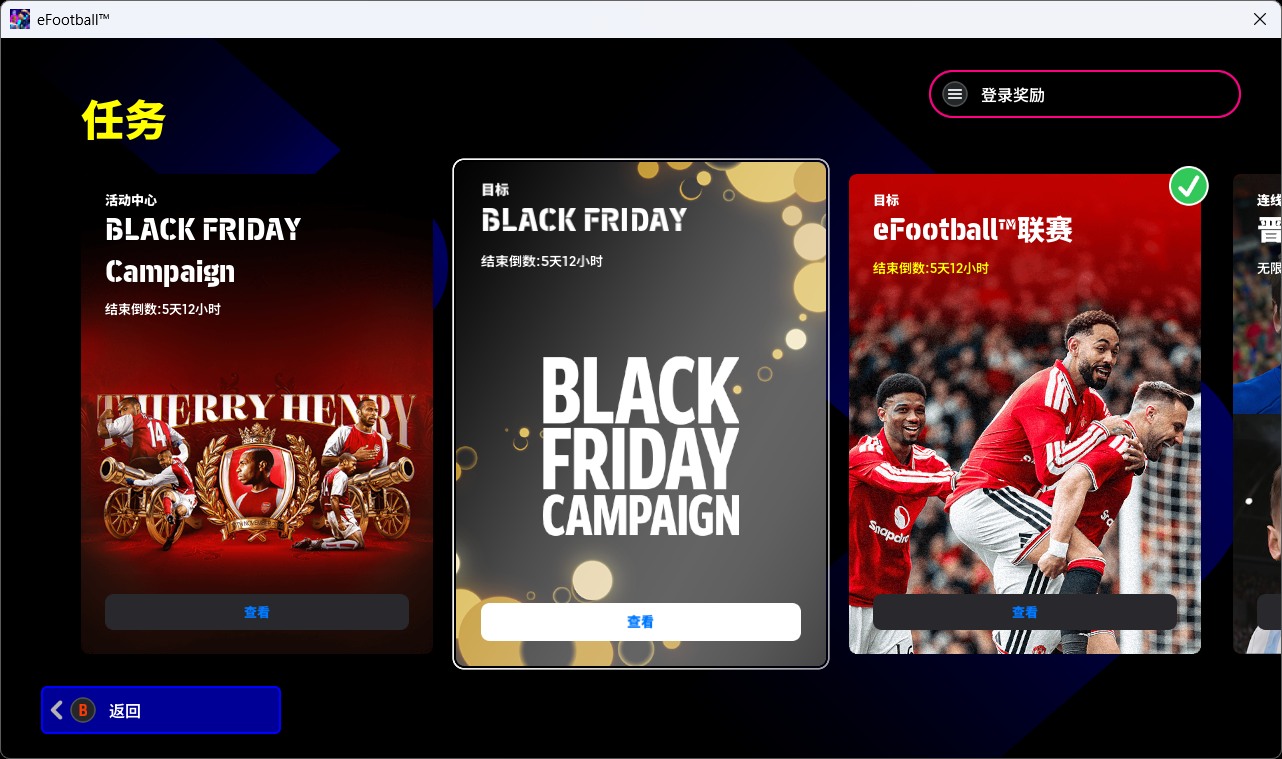 eFootball™
任务
登录奖励
活动中心
BLACK FRIDAY
Campaign
结束倒数:5天12小时
THIERRY HENRY
14
查看
目标
BLACK FRIDAY
结束倒数:5天12小时
BLACK
FRIDAY
CAMPAIGN
查看
目标
eFootball™联赛
结束倒数:5天12小时
查看
连线
晋
无限
B
返回